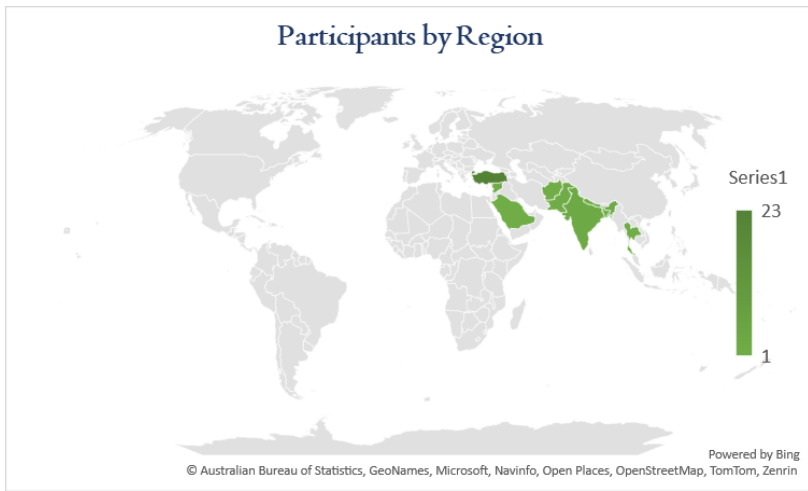 Participants by Region
Series1
23
1
Powered by Bing
© Australian Bureau of Statistics, GeoNames, Microsoft, Navinfo, Open Places, OpenStreetMap, TomTom, Zenrin